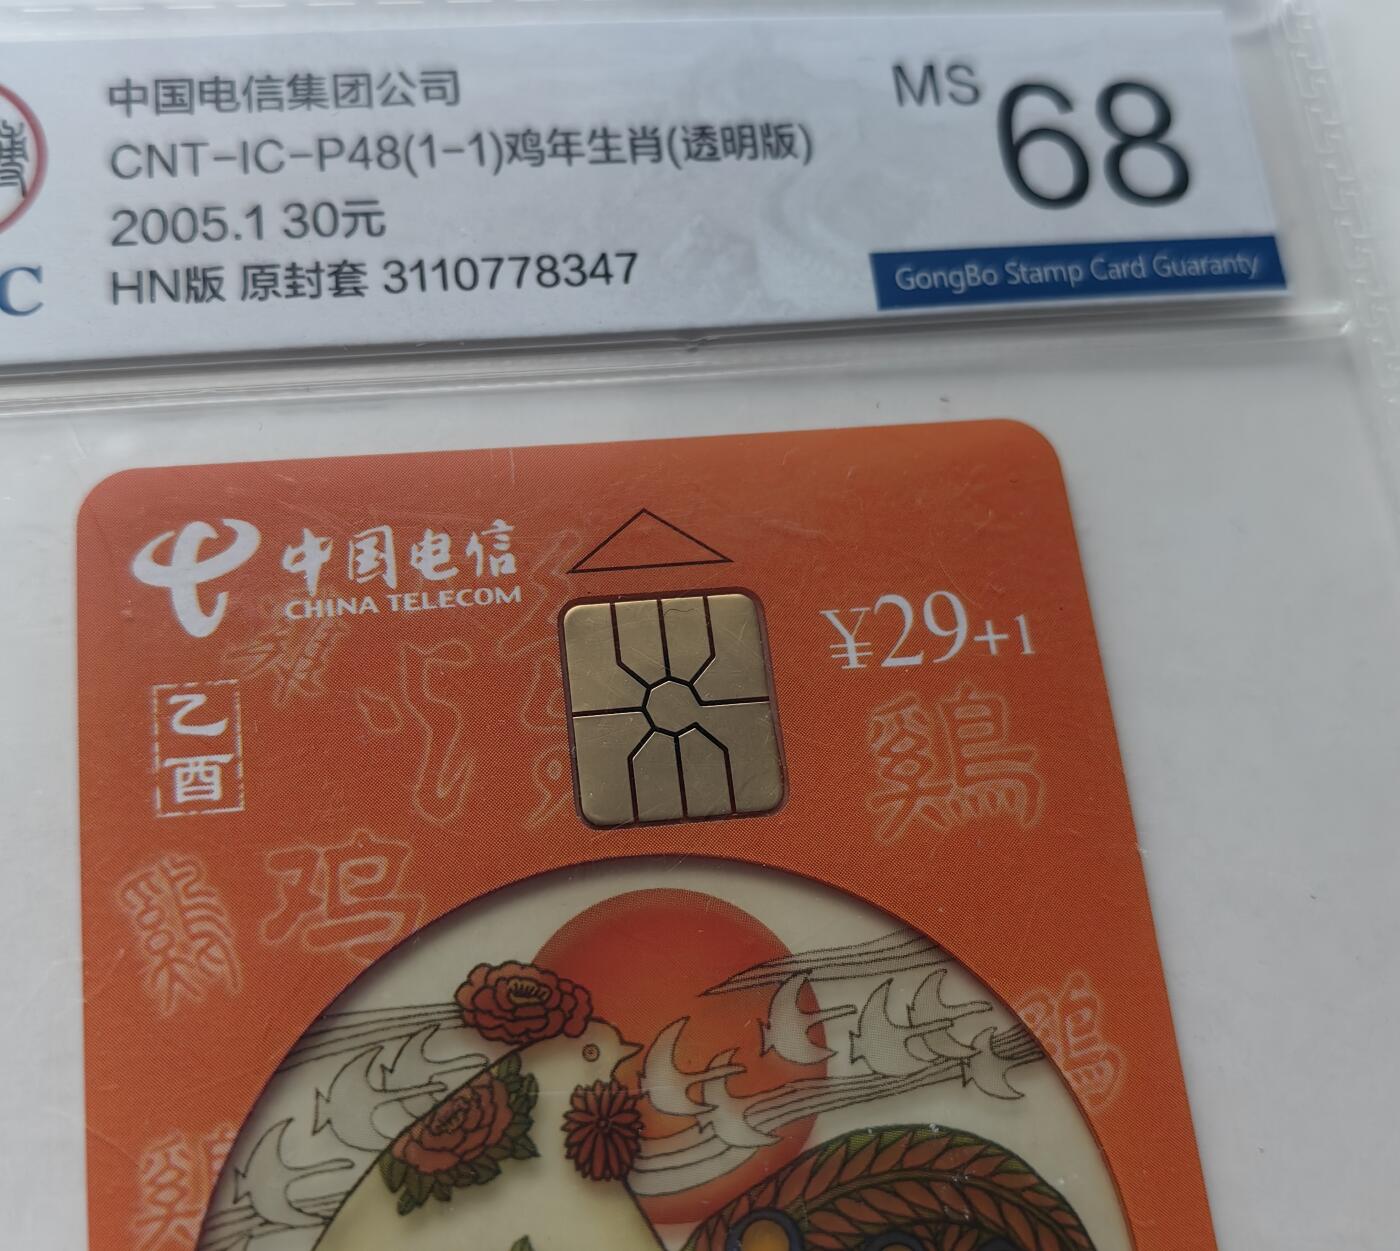 中国电信集团公司
MS 68
CNT-IC-P48(1-1)鸡年生肖(透明版)
2005.1 30元
HN版 原封套 3110778347
GongBo Stamp Card Guaranty
C
中国电信
CHINA TELECOM
¥29+1
乙酉
鷄
鸡